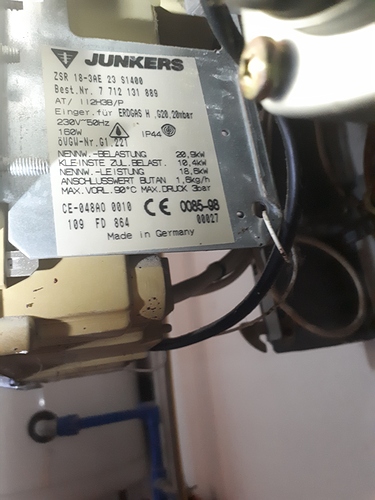 JUNKERS
ZSR 18-3AE 23 S1400
Best.Nr. 7 712 131 889
AT/ II2H3B/P
Einger.für ERDGAS H ,G20,20mbar
230V~50Hz
160W IP44
ÖVGW-Nr.G1.221
NENNW.-BELASTUNG 20,9kW
KLEINSTE ZUL.BELAST. 10,4kW
NENNW.-LEISTUNG 18,8kW
ANSCHLUSSWERT BUTAN 1,6kg/h
MAX.VORL.90°C MAX.DRUCK 3bar
CE-048AO 0010 CE 0085-98
109 FD 864 00027
Made in Germany